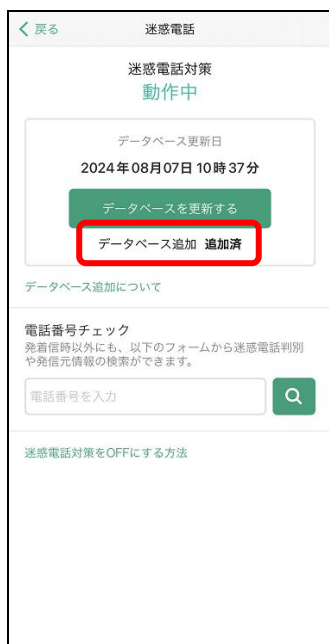 戻る
迷惑電話
迷惑電話対策
動作中
データベース更新日
2024年08月07日 10時37分
データベースを更新する
データベース追加 追加済
データベース追加について
電話番号チェック
発着信時以外にも、以下のフォームから迷惑電話判別
や発信元情報の検索ができます。
電話番号を入力
迷惑電話対策をOFFにする方法